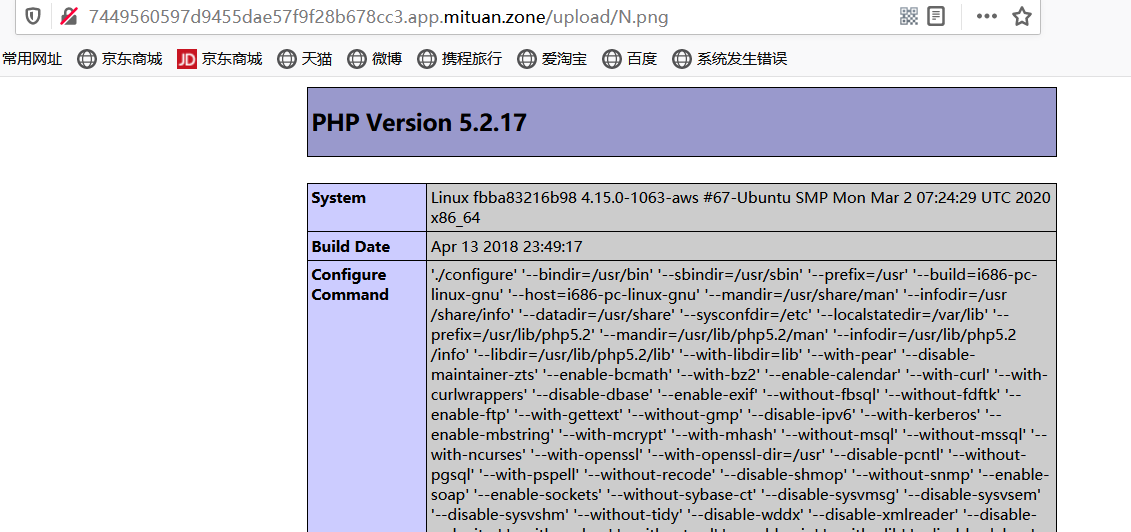 7449560597d9455dae57f9f28b678cc3.app.mituan.zone/upload/N.png
常用网址 京东商城 JD 京东商城 天猫 微博 携程旅行 爱淘宝 百度 系统发生错误
PHP Version 5.2.17
System Linux fbba83216b98 4.15.0-1063-aws #67-Ubuntu SMP Mon Mar 2 07:24:29 UTC 2020
x86_64
Build Date Apr 13 2018 23:49:17
Configure './configure' '--bindir=/usr/bin' '--sbindir=/usr/sbin' '--prefix=/usr' '--build=i686-pc-
Command linux-gnu' '--host=i686-pc-linux-gnu' '--mandir=/usr/share/man' '--infodir=/usr
/share/info' '--datadir=/usr/share' '--sysconfdir=/etc' '--localstatedir=/var/lib' '--
prefix=/usr/lib/php5.2' '--mandir=/usr/lib/php5.2/man' '--infodir=/usr/lib/php5.2
/info' '--libdir=/usr/lib/php5.2/lib' '--with-libdir=lib' '--with-pear' '--disable-
maintainer-zts' '--enable-bcmath' '--with-bz2' '--enable-calendar' '--with-curl' '--with-
curlwrappers' '--disable-dbase' '--enable-exif' '--without-fbsql' '--without-fdftk' '--
enable-ftp' '--with-gettext' '--without-gmp' '--disable-ipv6' '--with-kerberos' '--
enable-mbstring' '--with-mcrypt' '--with-mhash' '--without-msql' '--without-mssql' '--
with-ncurses' '--with-openssl' '--with-openssl-dir=/usr' '--disable-pcntl' '--without-
pgsql' '--with-pspell' '--without-recode' '--disable-shmop' '--without-snmp' '--enable-
soap' '--enable-sockets' '--without-sybase-ct' '--disable-sysvmsg' '--disable-sysvsem'
'--disable-sysvshm' '--without-tidy' '--disable-wddx' '--disable-xmlreader' '--disable-